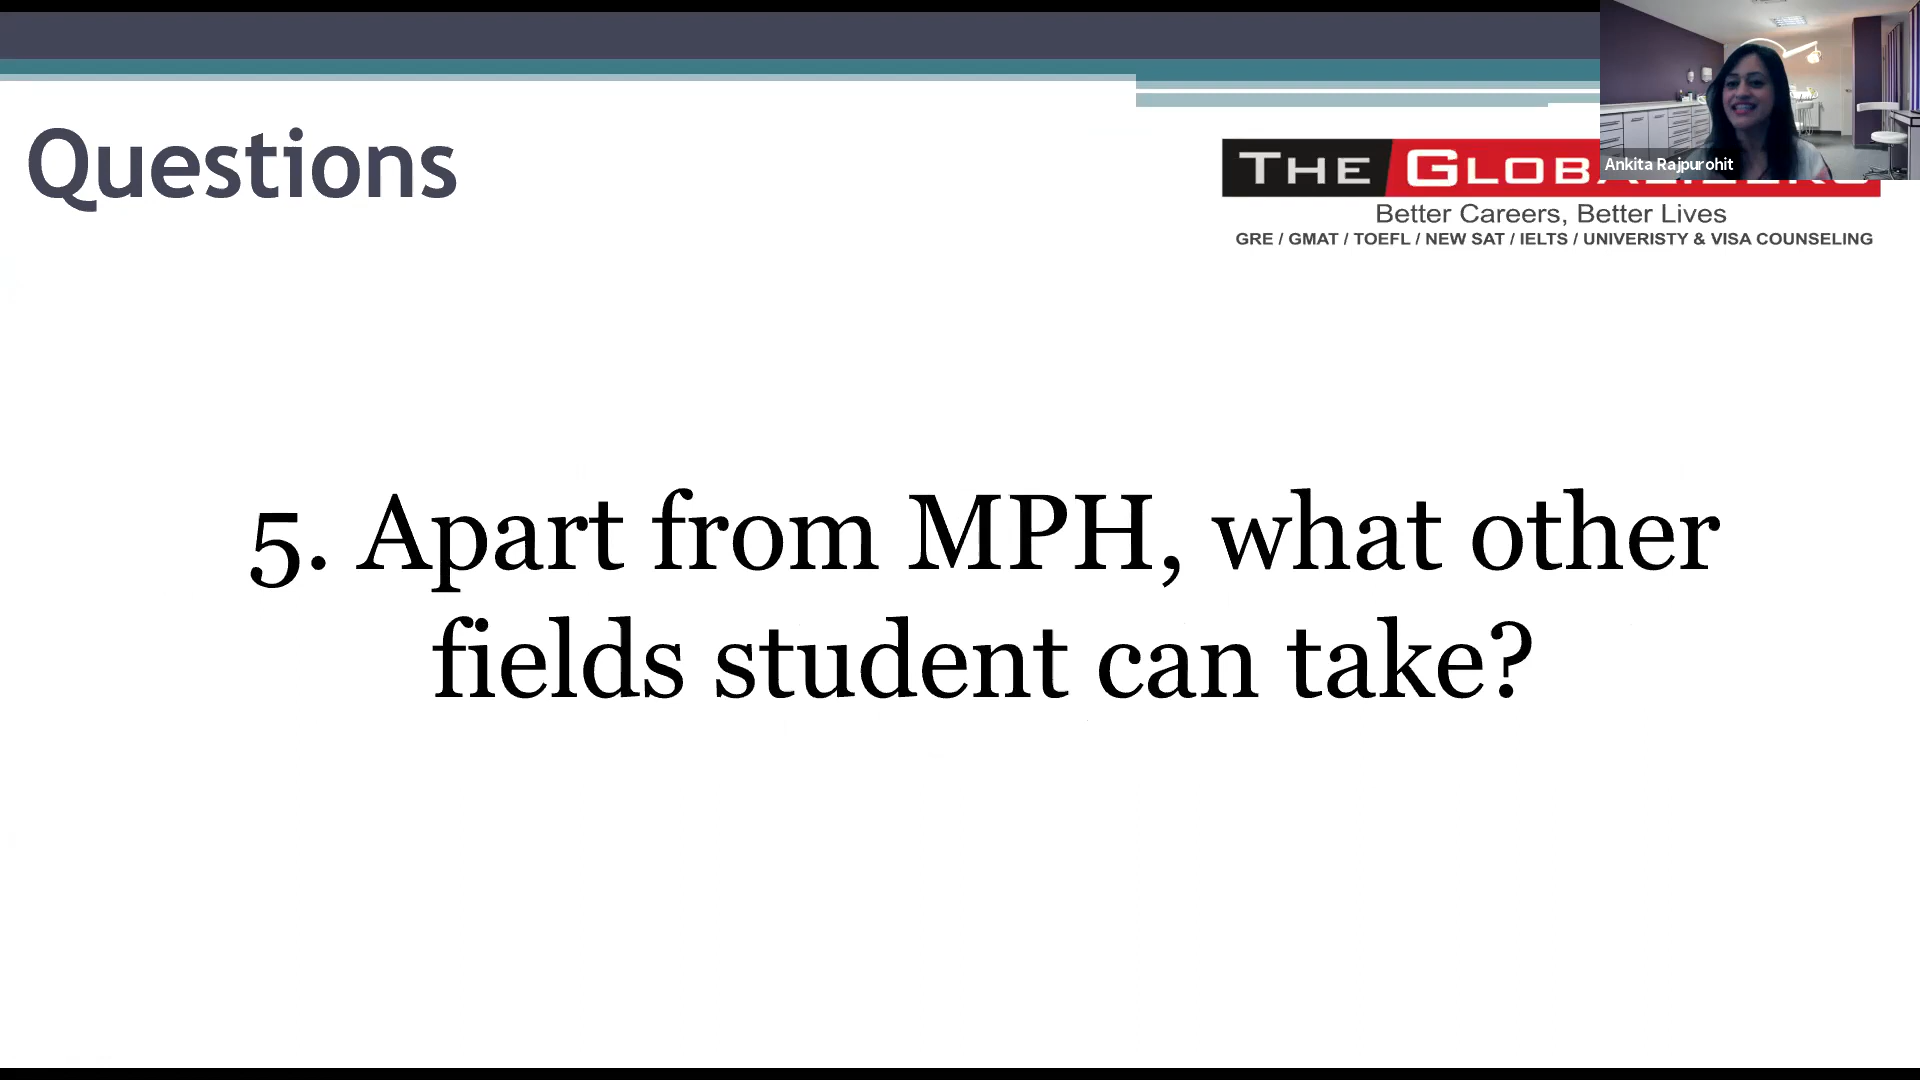 Questions
THE GLOB
Ankita Rajpurohit
Better Careers, Better Lives
GRE / GMAT / TOEFL / NEW SAT / IELTS / UNIVERISTY & VISA COUNSELING
5. Apart from MPH, what other
fields student can take?